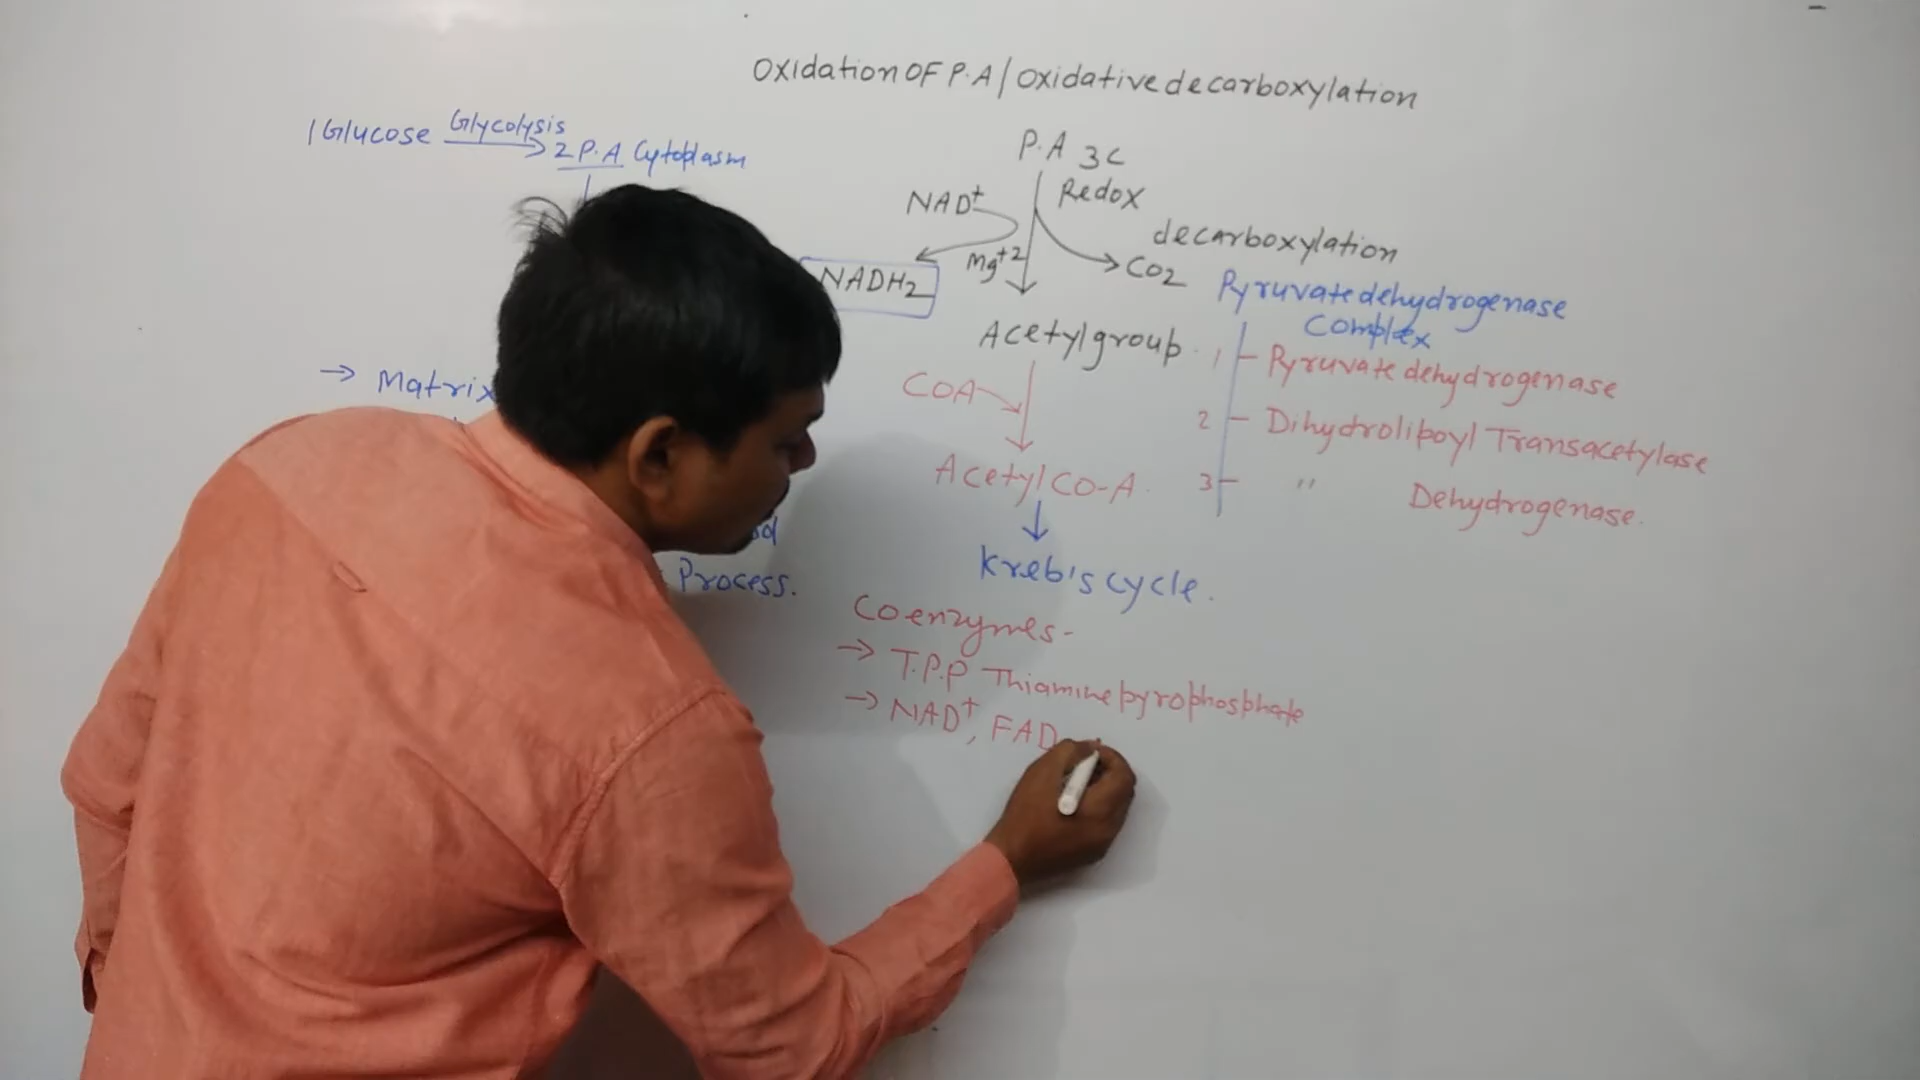 Oxidation OF P.A / Oxidative decarboxylation
1 Glucose Glycolysis → 2 P.A Cytoplasm
→ Matrix
Process.
P.A 3C
Redox
NAD+
NADH2
Mg+2
decarboxylation
CO2
Acetyl group
COA
Acetyl CO-A
Kreb's cycle.
Pyruvate dehydrogenase
Complex
1 - Pyruvate dehydrogenase
2 - Dihydroliboyl Transacetylase
3 - " Dehydrogenase.
Coenzymes-
→ T.P.P Thiamine pyrophosphate
→ NAD+, FAD